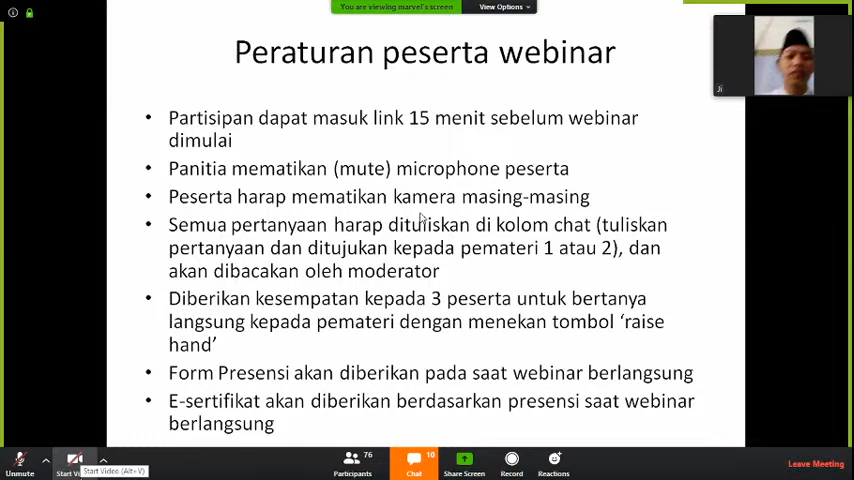 You are viewing marvel's screen
View Options
Peraturan peserta webinar
Ji
• Partisipan dapat masuk link 15 menit sebelum webinar
dimulai
• Panitia mematikan (mute) microphone peserta
• Peserta harap mematikan kamera masing-masing
• Semua pertanyaan harap dituliskan di kolom chat (tuliskan
pertanyaan dan ditujukan kepada pemateri 1 atau 2), dan
akan dibacakan oleh moderator
• Diberikan kesempatan kepada 3 peserta untuk bertanya
langsung kepada pemateri dengan menekan tombol ‘raise
hand’
• Form Presensi akan diberikan pada saat webinar berlangsung
• E-sertifikat akan diberikan berdasarkan presensi saat webinar
berlangsung
76
10
Unmute
Start Vi
Start Video (Alt+V)
Participants
Chat
Share Screen
Record
Reactions
Leave Meeting